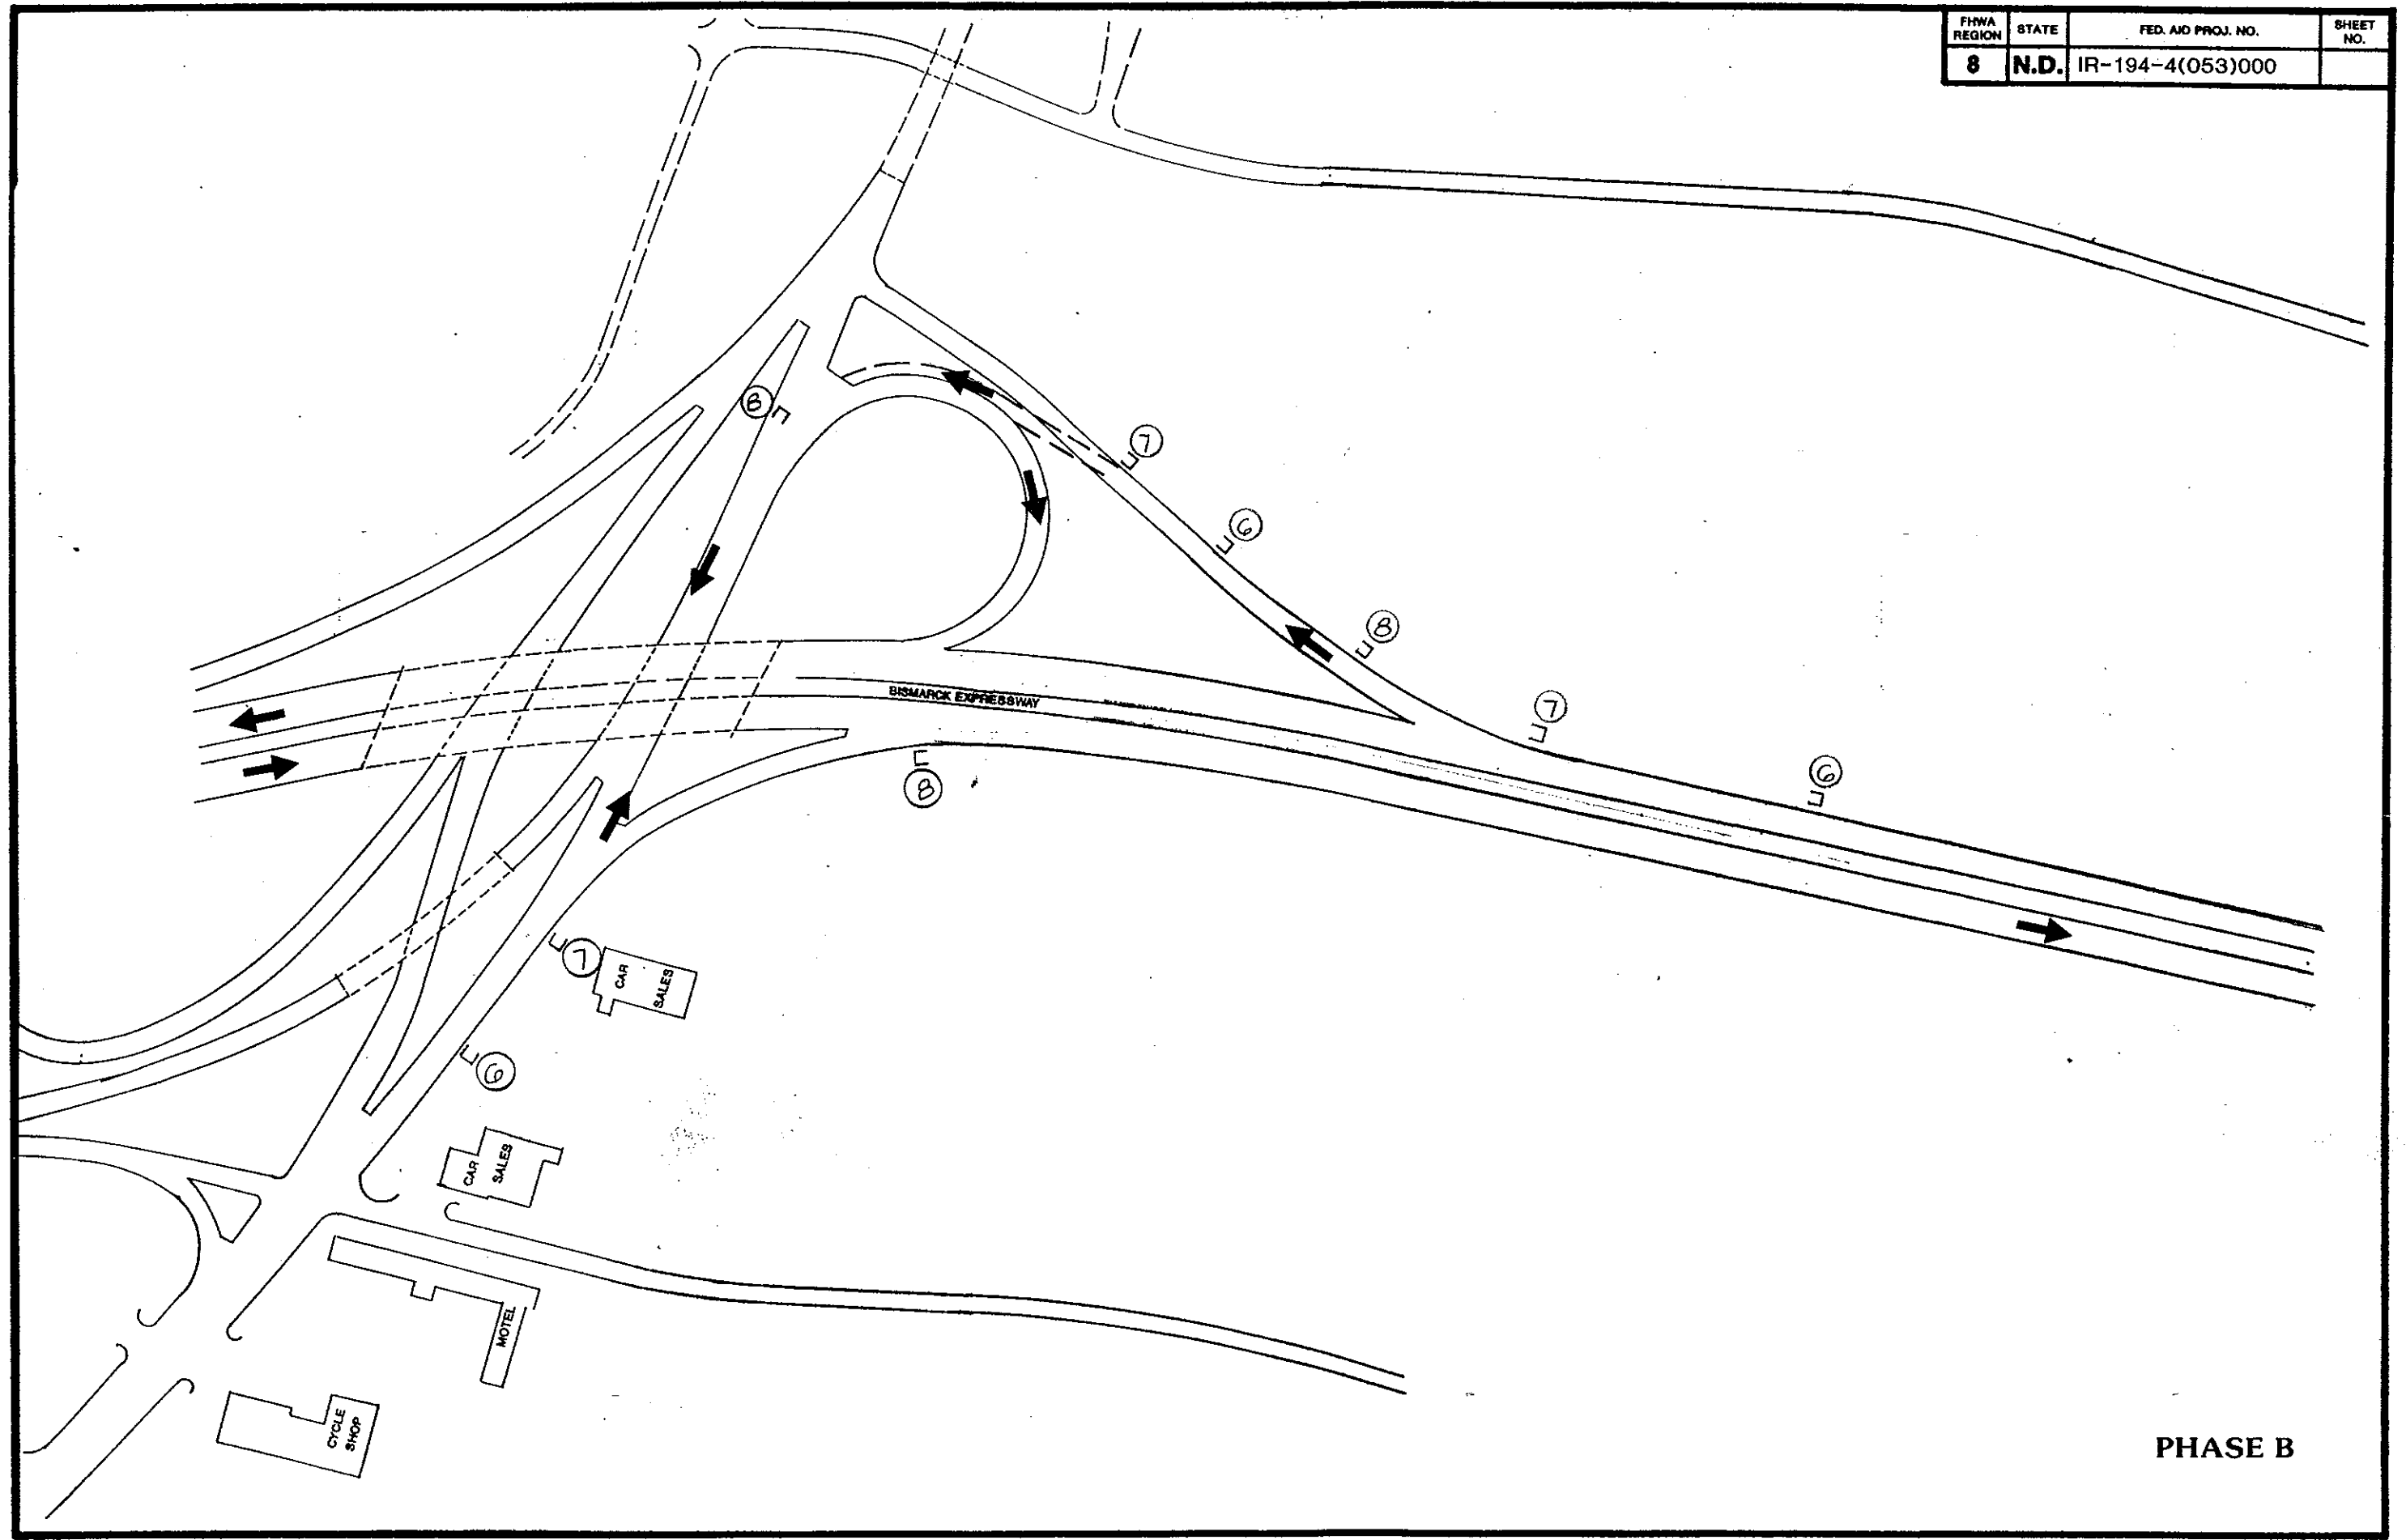 FHWA REGION
STATE
FED. AID PROJ. NO.
SHEET NO.
8
N.D.
IR-194-4(053)000
8
7
6
8
7
6
BISMARCK EXPRESSWAY
8
7
CAR
SALES
6
CAR
SALES
MOTEL
CYCLE
SHOP
PHASE B